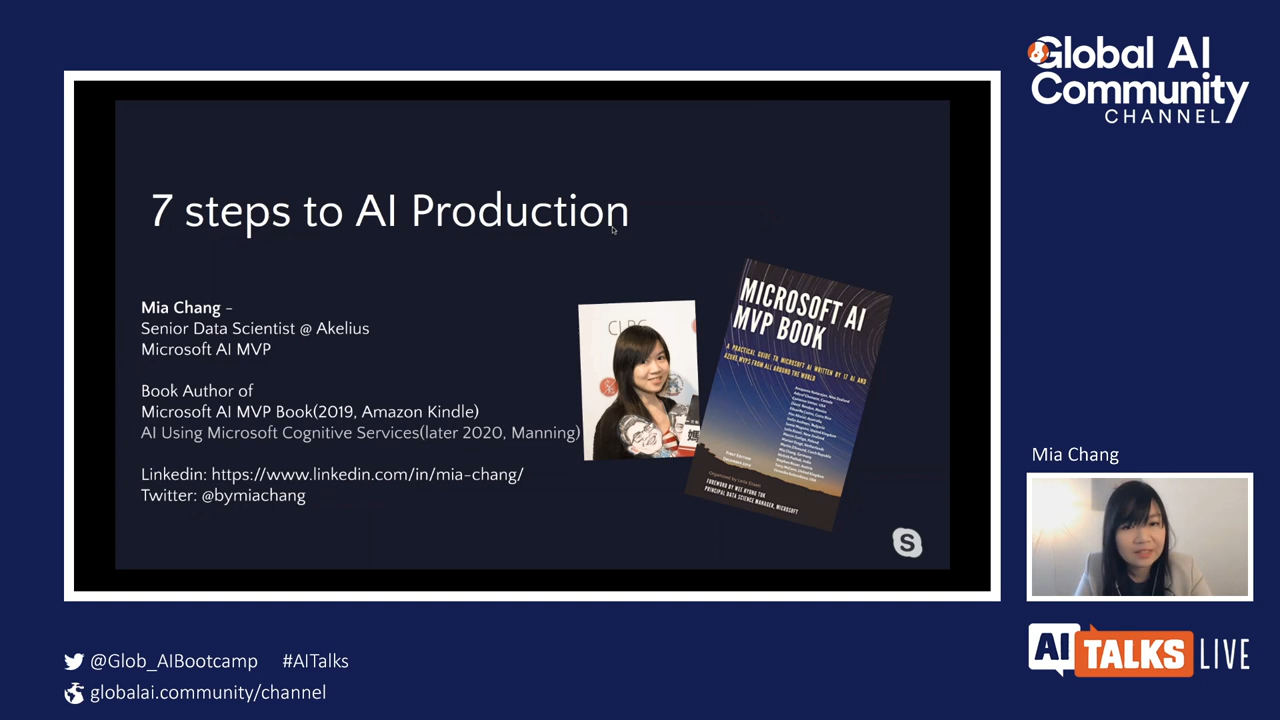 Global AI
Community
CHANNEL
7 steps to AI Production
Mia Chang –
Senior Data Scientist @ Akelius
Microsoft AI MVP
Book Author of
Microsoft AI MVP Book(2019, Amazon Kindle)
AI Using Microsoft Cognitive Services(later 2020, Manning)
Linkedin: https://www.linkedin.com/in/mia-chang/
Twitter: @bymiachang
MICROSOFT AI
MVP BOOK
A PRACTICAL GUIDE TO MICROSOFT AI WRITTEN BY 17 AI AND
AZURE MVPS FROM ALL AROUND THE WORLD
FOREWORD BY WEE HYONG TOK
PRINCIPAL DATA SCIENCE MANAGER, MICROSOFT
S
Mia Chang
@Glob_AIBootcamp #AITalks
globalai.community/channel
AI TALKS LIVE